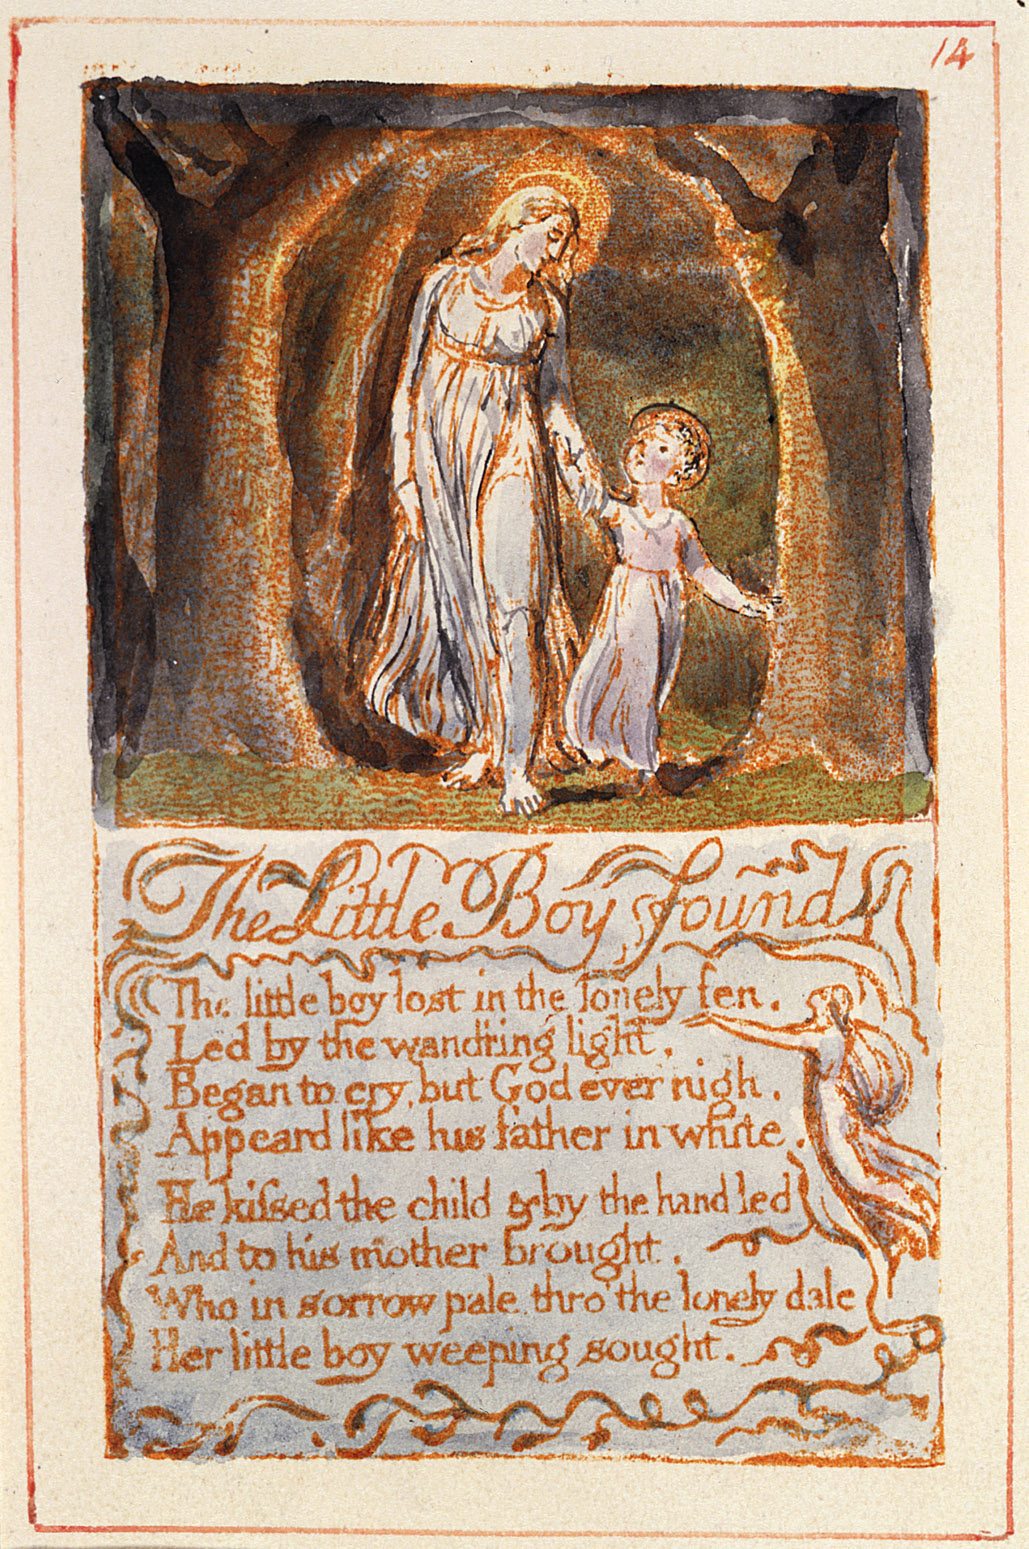 14
The Little Boy found
The little boy lost in the lonely fen,
Led by the wand'ring light,
Began to cry, but God ever nigh,
Appeard like his father in white.
He kissed the child & by the hand led
And to his mother brought,
Who in sorrow pale, thro' the lonely dale
Her little boy weeping sought.